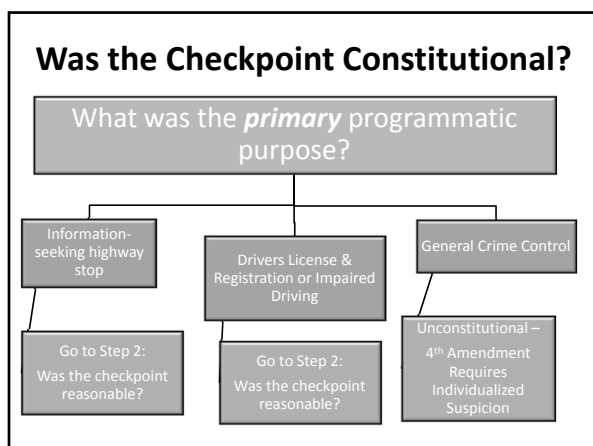 Was the Checkpoint Constitutional?
What was the primary programmatic
purpose?
Information-
seeking highway
stop
Drivers License &
Registration or Impaired
Driving
General Crime Control
Go to Step 2:
Was the checkpoint
reasonable?
Go to Step 2:
Was the checkpoint
reasonable?
Unconstitutional –
4th Amendment
Requires
Individualized
Suspicion